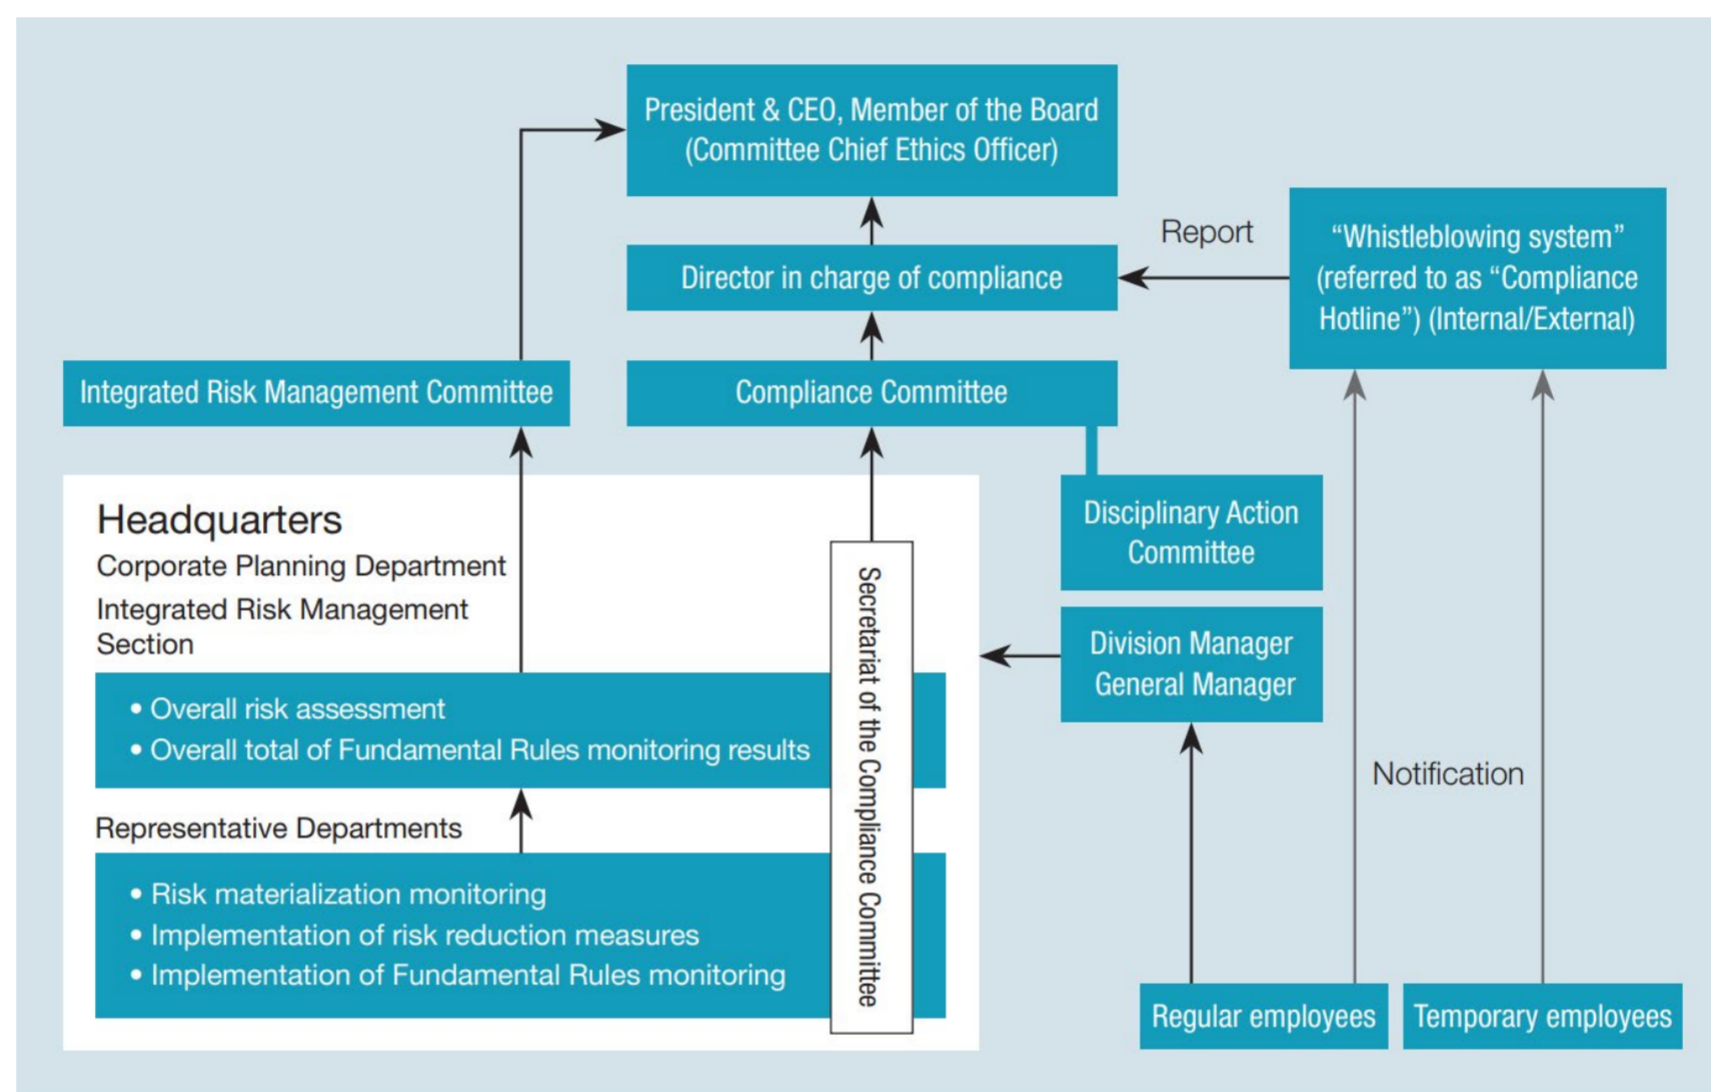 President & CEO, Member of the Board
(Committee Chief Ethics Officer)
Report
“Whistleblowing system”
(referred to as “Compliance
Hotline”) (Internal/External)
Director in charge of compliance
Integrated Risk Management Committee
Compliance Committee
Headquarters
Corporate Planning Department
Integrated Risk Management
Section
• Overall risk assessment
• Overall total of Fundamental Rules monitoring results
Representative Departments
• Risk materialization monitoring
• Implementation of risk reduction measures
• Implementation of Fundamental Rules monitoring
Secretariat of the Compliance Committee
Disciplinary Action
Committee
Division Manager
General Manager
Notification
Regular employees
Temporary employees